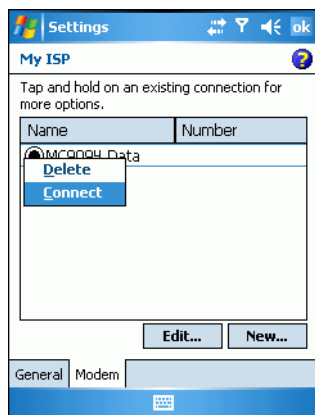 Settings
ok
My ISP
?
Tap and hold on an existing connection for
more options.
Name Number
MC9094 Data
Delete
Connect
Edit... New...
General Modem